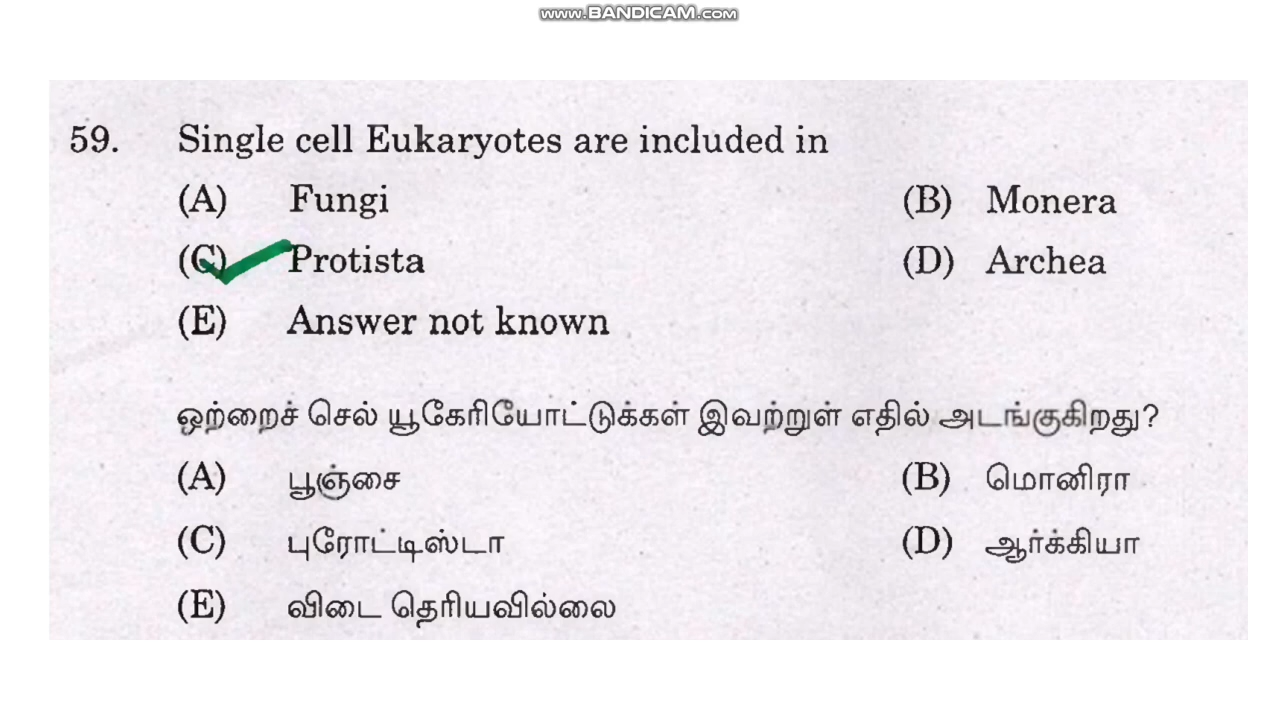 www.BANDICAM.com
59. Single cell Eukaryotes are included in
(A) Fungi (B) Monera
(C) Protista (D) Archea
(E) Answer not known
ஒற்றைச் செல் யூகேரியோட்டுக்கள் இவற்றுள் எதில் அடங்குகிறது?
(A) பூஞ்சை (B) மொனிரா
(C) புரோட்டிஸ்டா (D) ஆர்க்கியா
(E) விடை தெரியவில்லை